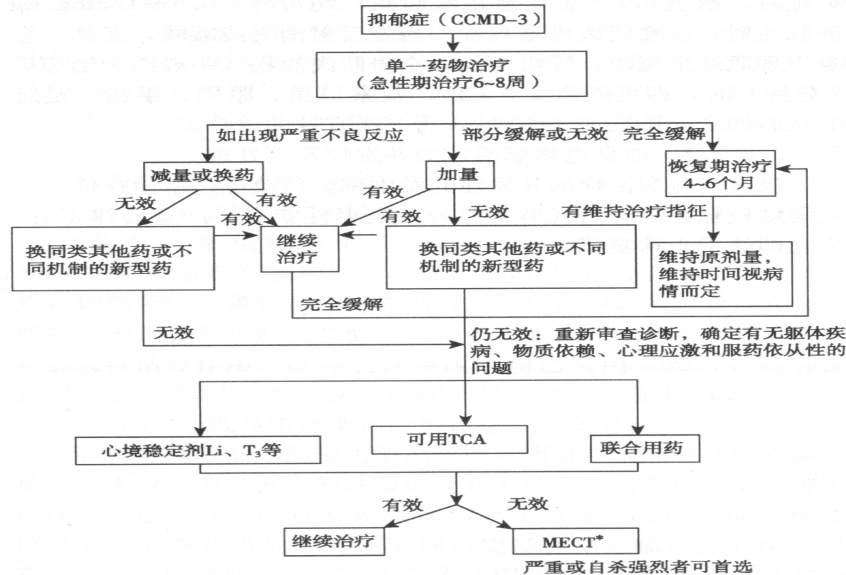 抑郁症（CCMD-3）
单一药物治疗
（急性期治疗6~8周）
如出现严重不良反应
部分缓解或无效
完全缓解
减量或换药
加量
恢复期治疗
4~6个月
无效
有效
有效
有效
有效
无效
有维持治疗指征
换同类其他药或不
同机制的新型药
继续
治疗
换同类其他药或不同
机制的新型药
维持原剂量，
维持时间视病
情而定
完全缓解
无效
仍无效：重新审查诊断，确定有无躯体疾
病、物质依赖、心理应激和服药依从性的
问题
心境稳定剂Li、T₃等
可用TCA
联合用药
有效
无效
继续治疗
MECT*
严重或自杀强烈者可首选